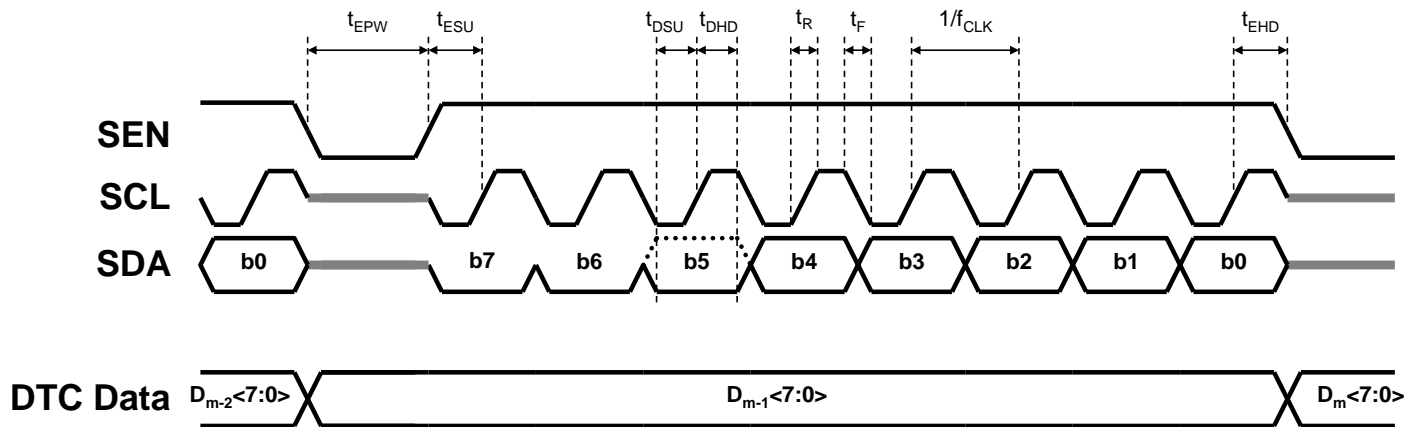 tEPW tESU tDSU tDHD tR tF 1/fCLK tEHD
SEN
SCL
SDA b0 b7 b6 b5 b4 b3 b2 b1 b0
DTC Data Dm-2<7:0> Dm-1<7:0> Dm<7:0>